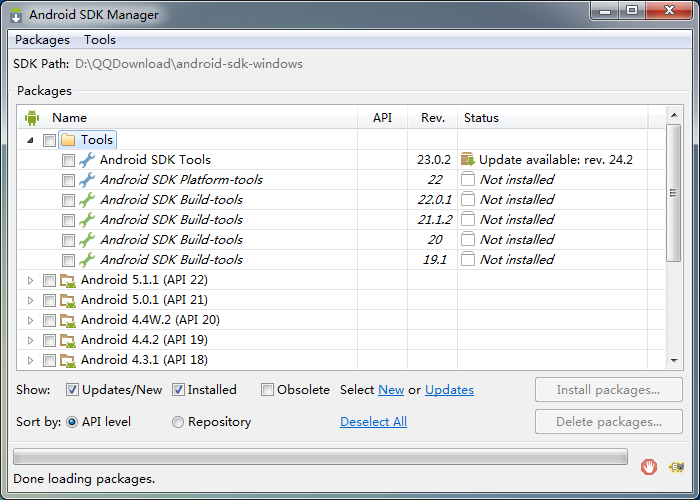 Android SDK Manager
Packages Tools
SDK Path: D:\QQDownload\android-sdk-windows
Packages
Name API Rev. Status
Tools
Android SDK Tools 23.0.2 Update available: rev. 24.2
Android SDK Platform-tools 22 Not installed
Android SDK Build-tools 22.0.1 Not installed
Android SDK Build-tools 21.1.2 Not installed
Android SDK Build-tools 20 Not installed
Android SDK Build-tools 19.1 Not installed
Android 5.1.1 (API 22)
Android 5.0.1 (API 21)
Android 4.4W.2 (API 20)
Android 4.4.2 (API 19)
Android 4.3.1 (API 18)
Show: Updates/New Installed Obsolete Select New or Updates Install packages...
Sort by: API level Repository Deselect All Delete packages...
Done loading packages.